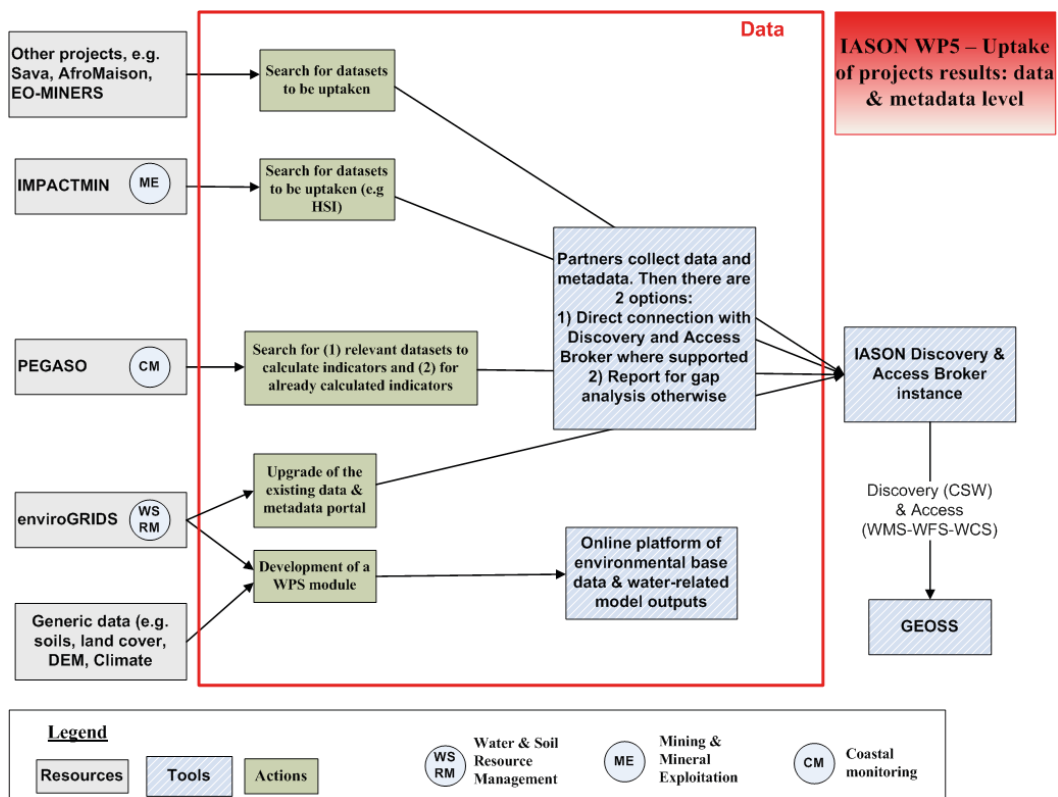 Data
IASON WP5 – Uptake
of projects results: data
& metadata level
Other projects, e.g.
Sava, AfroMaison,
EO-MINERS
Search for datasets
to be uptaken
IMPACTMIN
ME
Search for datasets
to be uptaken (e.g
HSI)
Partners collect data and
metadata. Then there are
2 options:
1) Direct connection with
Discovery and Access
Broker where supported
2) Report for gap
analysis otherwise
PEGASO
CM
Search for (1) relevant datasets to
calculate indicators and (2) for
already calculated indicators
IASON Discovery &
Access Broker
instance
enviroGRIDS
WS
RM
Upgrade of the
existing data &
metadata portal
Discovery (CSW)
& Access
(WMS-WFS-WCS)
Development of a
WPS module
Online platform of
environmental base
data & water-related
model outputs
Generic data (e.g.
soils, land cover,
DEM, Climate
GEOSS
Legend
Resources
Tools
Actions
WS
RM
Water & Soil
Resource
Management
ME
Mining &
Mineral
Exploitation
CM
Coastal
monitoring